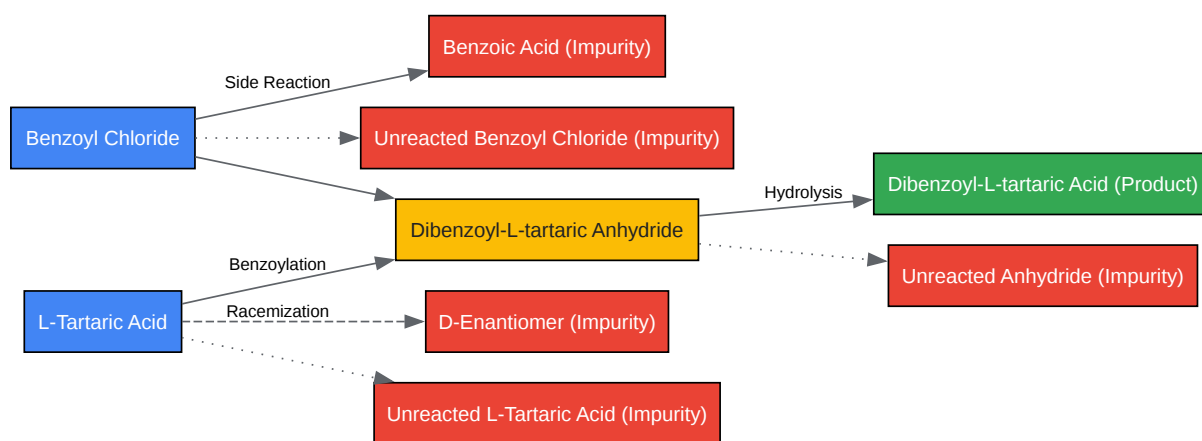 Benzoic Acid (Impurity)
Side Reaction
Benzoyl Chloride
Unreacted Benzoyl Chloride (Impurity)
Dibenzoyl-L-tartaric Acid (Product)
Hydrolysis
Dibenzoyl-L-tartaric Anhydride
Benzoylation
Unreacted Anhydride (Impurity)
L-Tartaric Acid
Racemization
D-Enantiomer (Impurity)
Unreacted L-Tartaric Acid (Impurity)